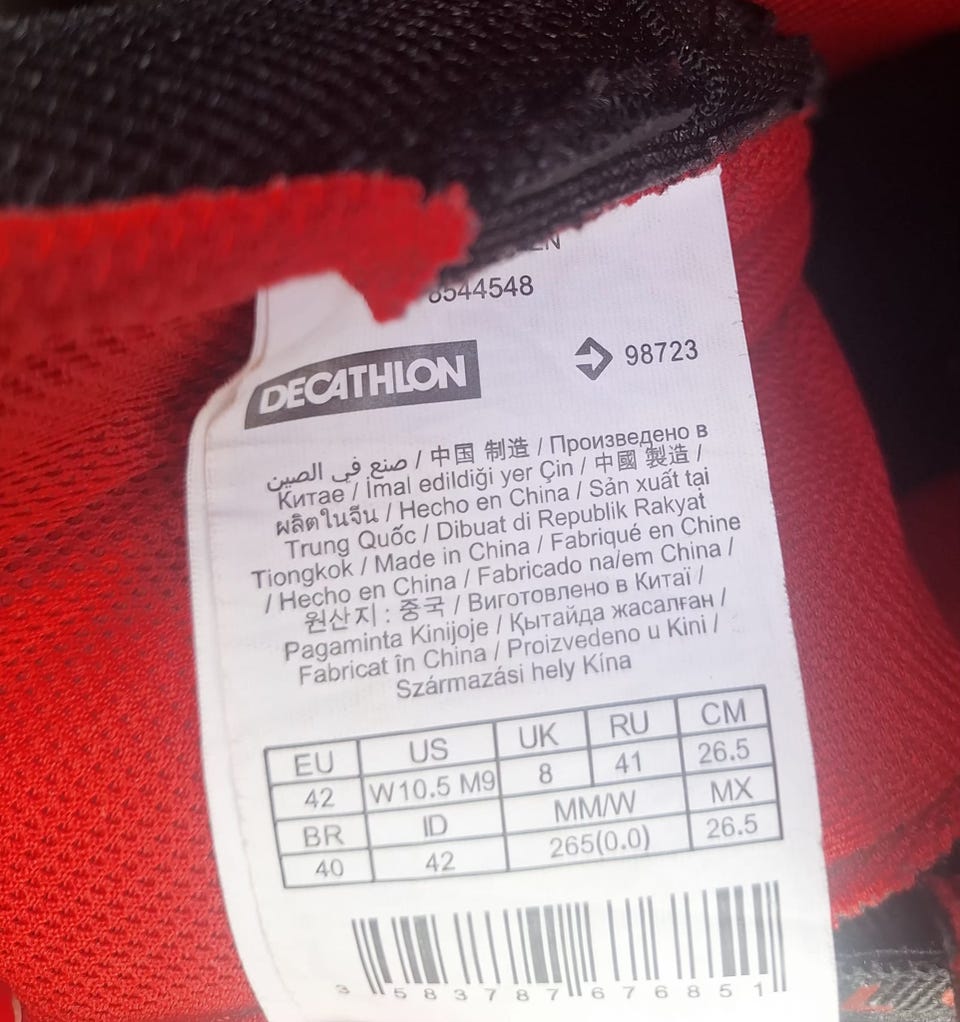 8544548
DECATHLON
98723
صنع في الصين / 中国 制造 / Произведено в
Китае / İmal edildiği yer Çin / 中國 製造 /
ผลิตในจีน / Hecho en China / Sản xuất tại
Trung Quốc / Dibuat di Republik Rakyat
Tiongkok / Made in China / Fabriqué en Chine
/ Hecho en China / Fabricado na/em China /
원산지 : 중국 / Виготовлено в Китаї /
Pagaminta Kinijoje / Қытайда жасалған /
Fabricat în China / Proizvedeno u Kini /
Származási hely Kína
EU US UK RU CM
42 W10.5 M9 8 41 26.5
BR ID MM/W MX
40 42 265(0.0) 26.5
3 583787 676851